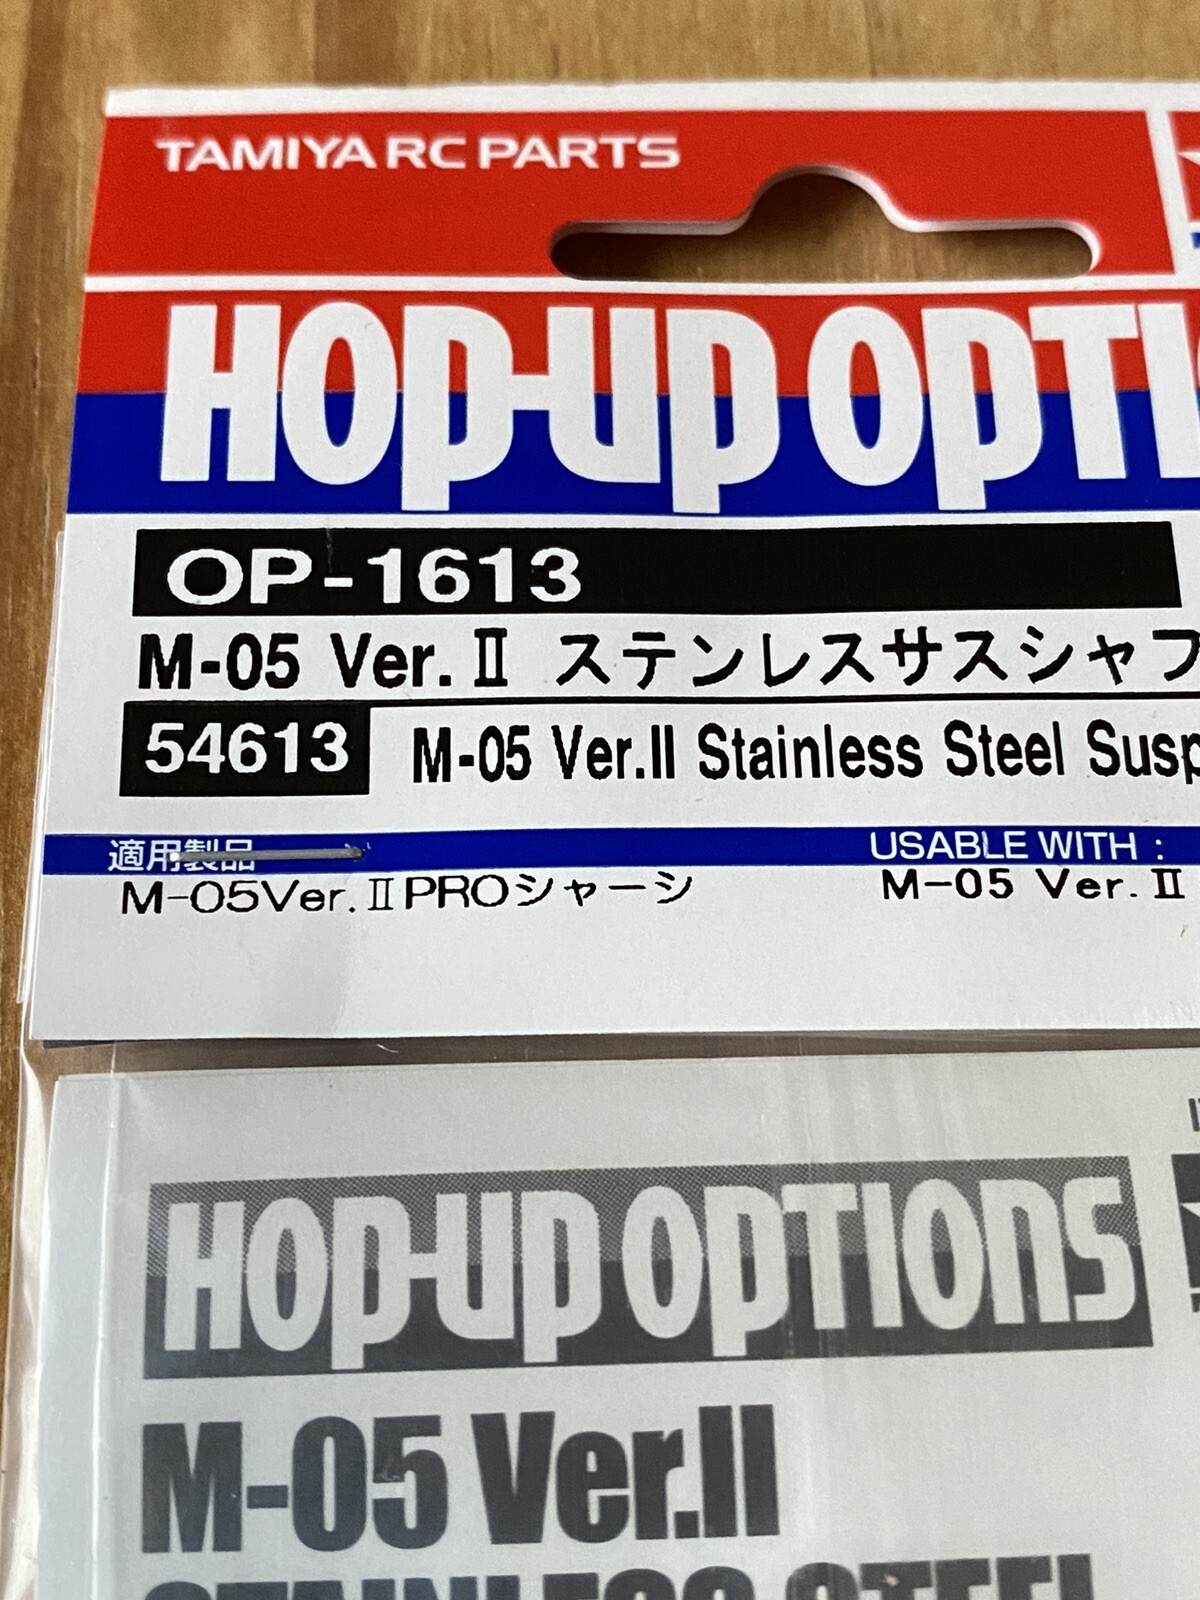 TAMIYA RC PARTS
HOP-UP OPTI
OP-1613
M-05 Ver.Ⅱ ステンレスサスシャフ
54613 M-05 Ver.II Stainless Steel Susp
適用製品 USABLE WITH :
M-05Ver.ⅡPROシャーシ M-05 Ver.Ⅱ
HOP-UP OPTIONS
M-05 Ver.II
STAINLESS STEEL